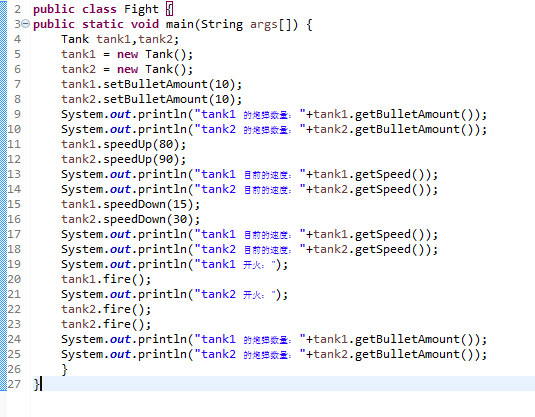 2 public class Fight {
3 public static void main(String args[]) {
4 Tank tank1,tank2;
5 tank1 = new Tank();
6 tank2 = new Tank();
7 tank1.setBulletAmount(10);
8 tank2.setBulletAmount(10);
9 System.out.println("tank1 的炮弹数量："+tank1.getBulletAmount());
10 System.out.println("tank2 的炮弹数量："+tank2.getBulletAmount());
11 tank1.speedUp(80);
12 tank2.speedUp(90);
13 System.out.println("tank1 目前的速度："+tank1.getSpeed());
14 System.out.println("tank2 目前的速度："+tank2.getSpeed());
15 tank1.speedDown(15);
16 tank2.speedDown(30);
17 System.out.println("tank1 目前的速度："+tank1.getSpeed());
18 System.out.println("tank2 目前的速度："+tank2.getSpeed());
19 System.out.println("tank1 开火：");
20 tank1.fire();
21 System.out.println("tank2 开火：");
22 tank2.fire();
23 tank2.fire();
24 System.out.println("tank1 的炮弹数量："+tank1.getBulletAmount());
25 System.out.println("tank2 的炮弹数量："+tank2.getBulletAmount());
26 }
27 }